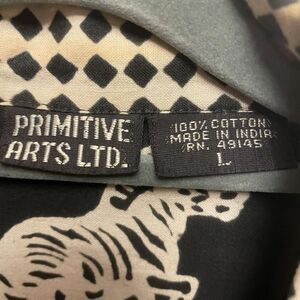 PRIMITIVE
ARTS LTD.
100% COTTON
MADE IN INDIA
RN. 49145
L